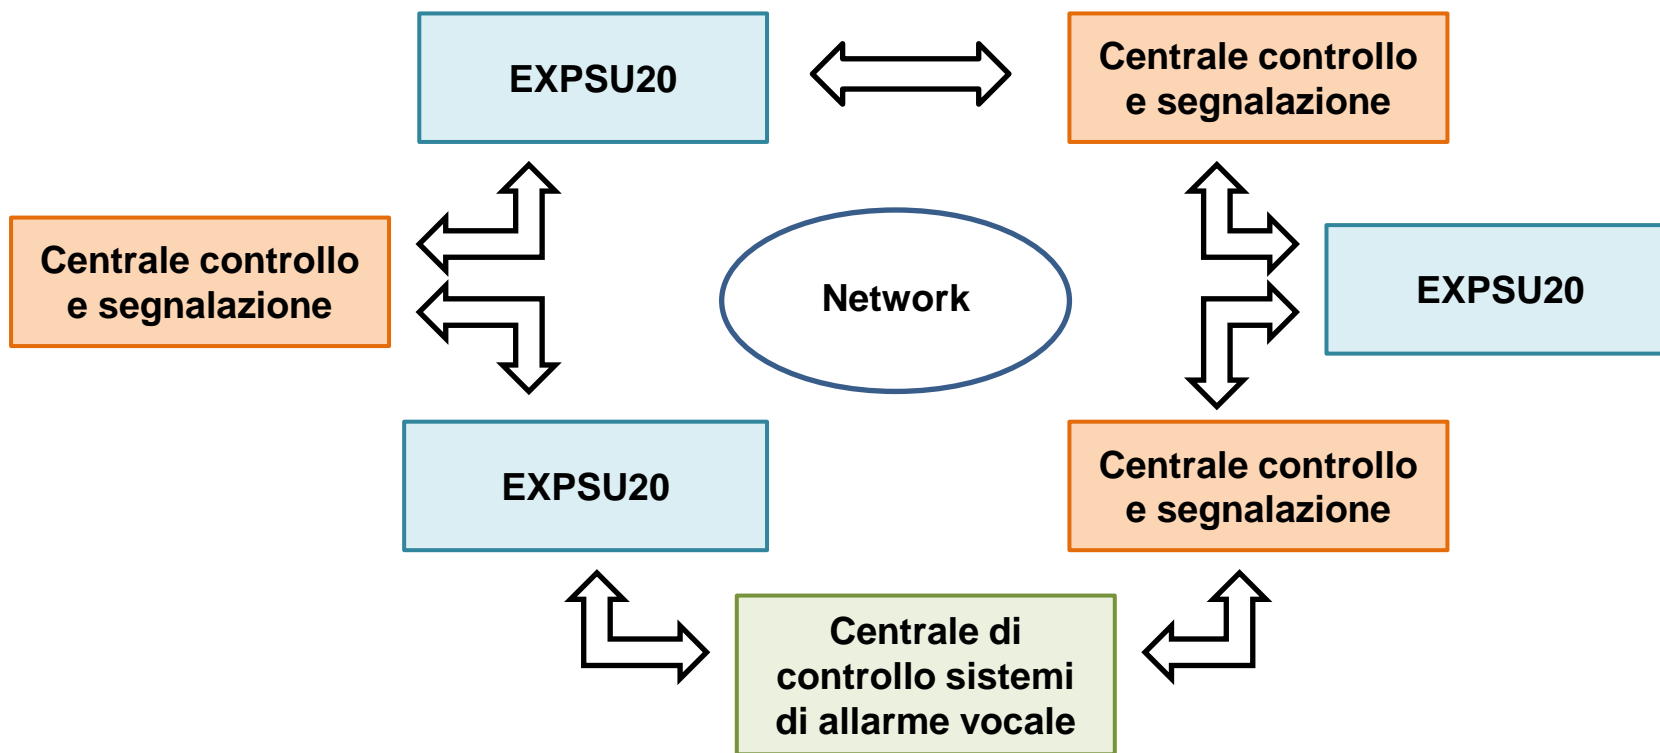 EXPSU20
Centrale controllo
e segnalazione
Centrale controllo
e segnalazione
Network
EXPSU20
EXPSU20
Centrale controllo
e segnalazione
Centrale di
controllo sistemi
di allarme vocale